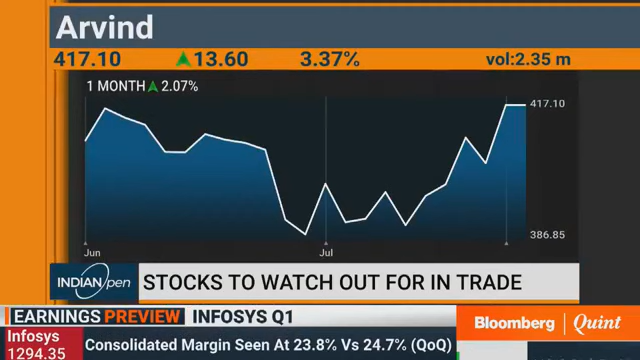 Arvind
417.10 ▲ 13.60 3.37% vol:2.35 m
1 MONTH ▲ 2.07%
417.10
386.85
Jun Jul
INDIAN open STOCKS TO WATCH OUT FOR IN TRADE
EARNINGS PREVIEW INFOSYS Q1
Bloomberg | Quint
Infosys
1294.35
Consolidated Margin Seen At 23.8% Vs 24.7% (QoQ)